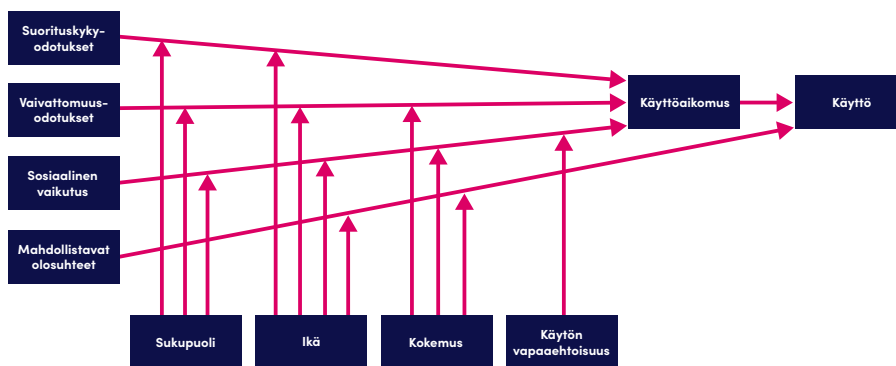 Suorituskyky-
odotukset
Vaivattomuus-
odotukset
Käyttöaikomus
Käyttö
Sosiaalinen
vaikutus
Mahdollistavat
olosuhteet
Sukupuoli
Ikä
Kokemus
Käytön
vapaaehtoisuus